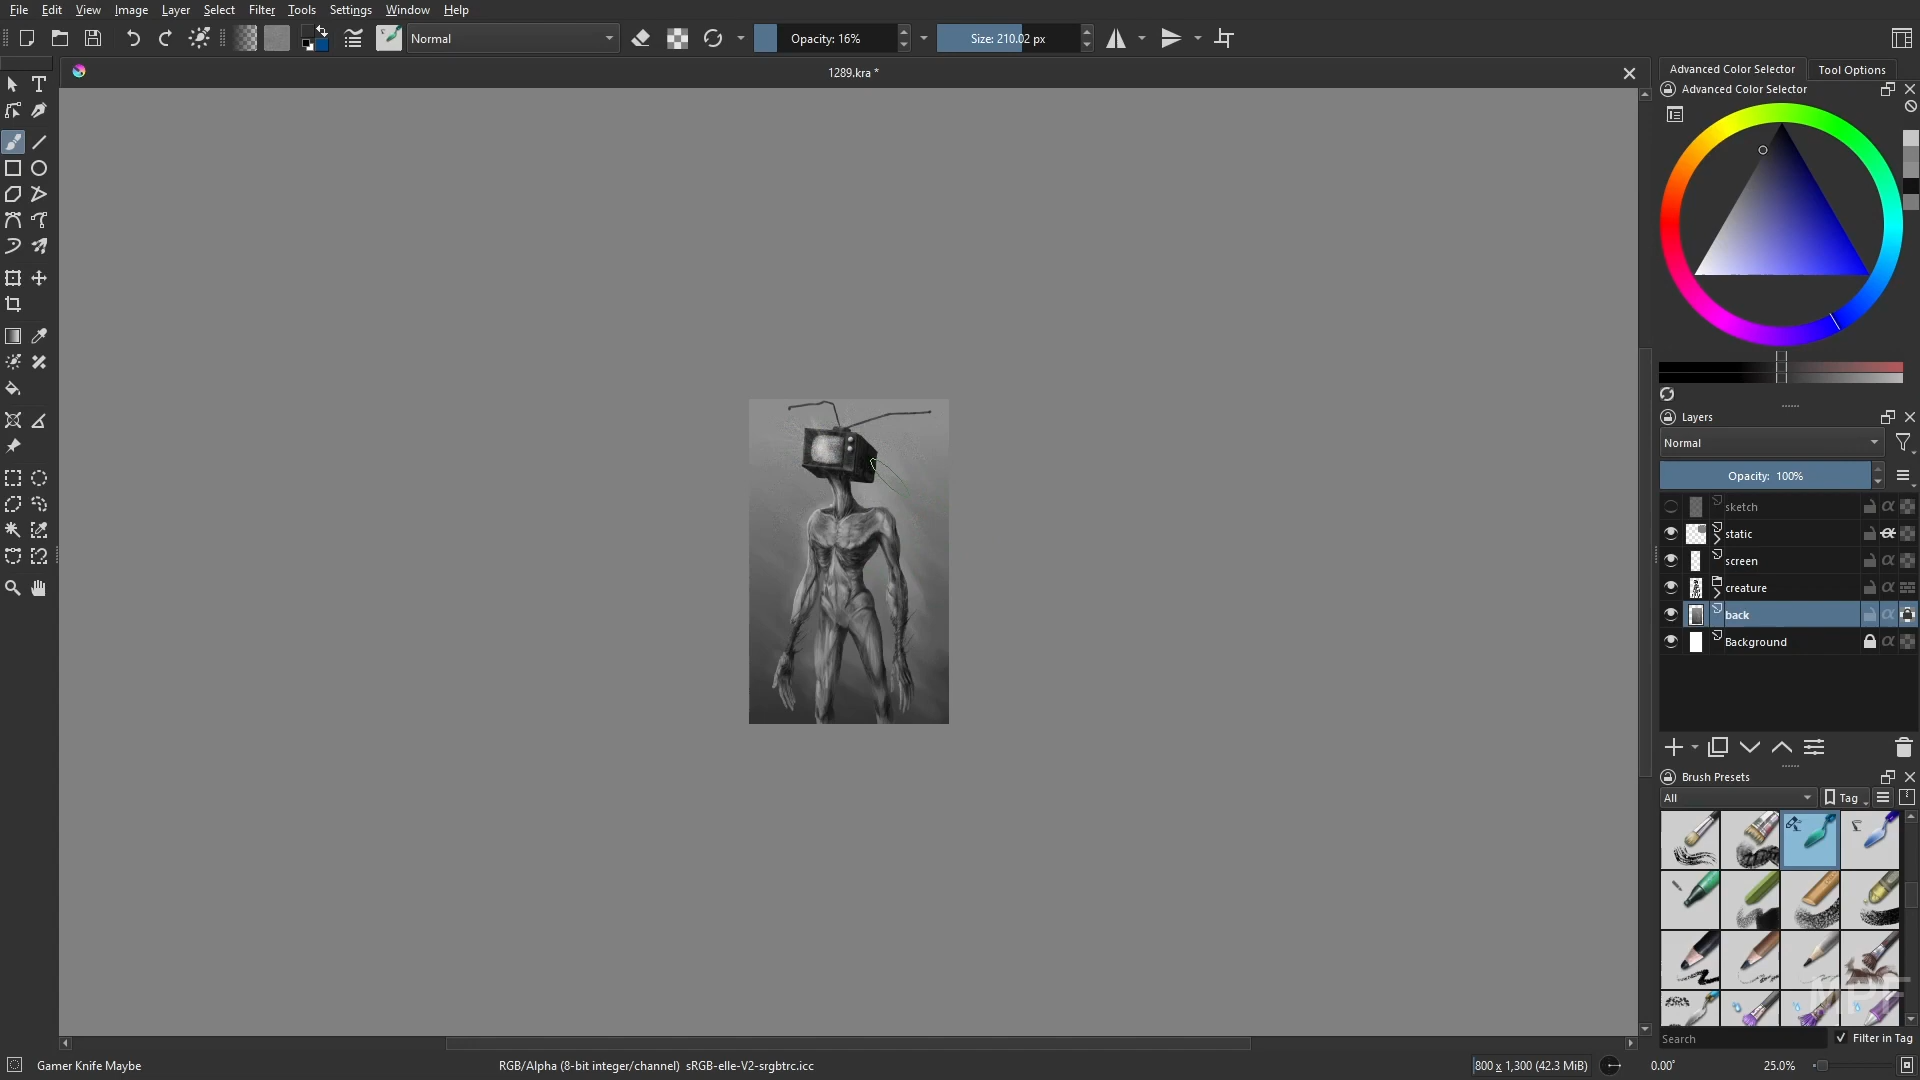 File Edit View Image Layer Select Filter Tools Settings Window Help
Normal
Opacity: 16%
Size: 210.02 px
1289.kra *
Advanced Color Selector
Tool Options
Advanced Color Selector
Layers
Normal
Opacity: 100%
sketch
static
screen
creature
back
Background
Brush Presets
All
Tag
MPF
Search
Filter in Tag
Gamer Knife Maybe
RGB/Alpha (8-bit integer/channel) sRGB-elle-V2-srgbtrc.icc
800 x 1,300 (42.3 MiB)
0.00°
25.0%